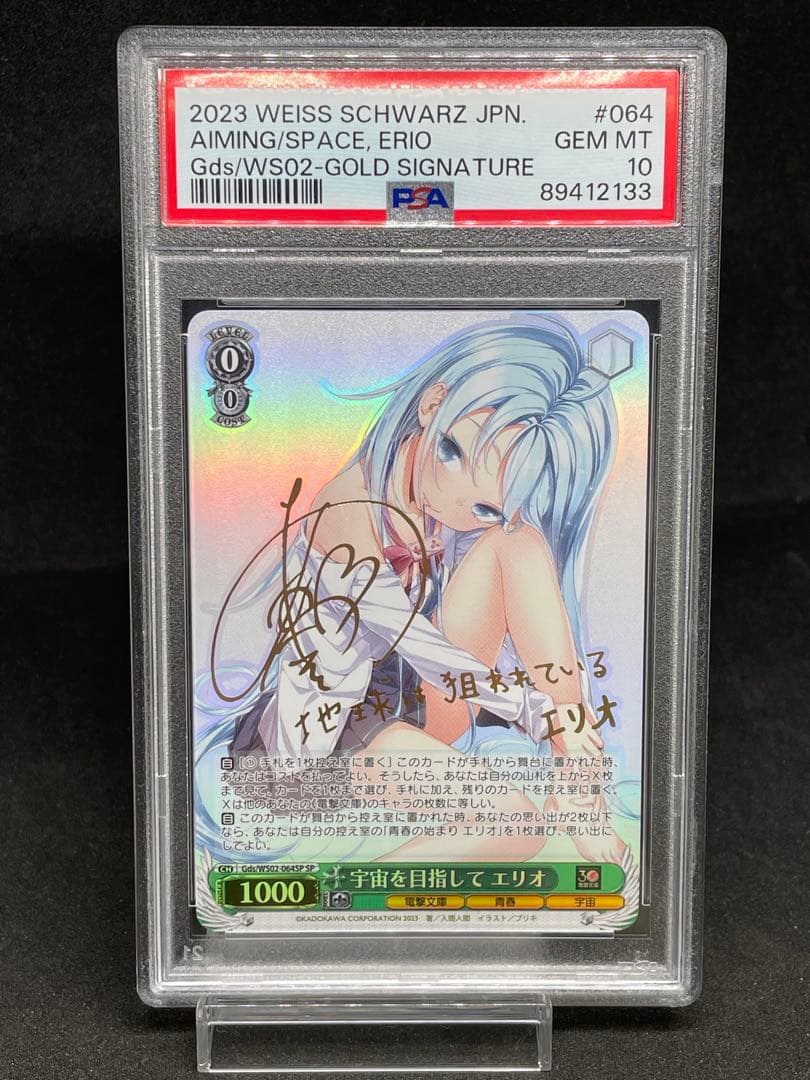 2023 WEISS SCHWARZ JPN. #064
AIMING/SPACE, ERIO GEM MT
Gds/WS02-GOLD SIGNATURE 10
PSA 89412133
LEVEL
0
0
COST
地球は狙われている
エリオ
自 [① 手札を1枚控え室に置く] このカードが手札から舞台に置かれた時、
あなたはコストを払ってよい。そうしたら、あなたは自分の山札を上からX枚
まで見て、カードを1枚まで選び、手札に加え、残りのカードを控え室に置く。
Xは他のあなたの《電撃文庫》のキャラの枚数に等しい。
自 このカードが舞台から控え室に置かれた時、あなたの思い出が2枚以下
なら、あなたは自分の控え室の「青春の始まり エリオ」を1枚選び、思い出に
してよい。
CH Gds/WS02-064SP SP
POWER 1000 宇宙を目指して エリオ 30 電撃文庫
電撃文庫 青春 宇宙
©KADOKAWA CORPORATION 2023 著/入間人間 イラスト/ブリキ